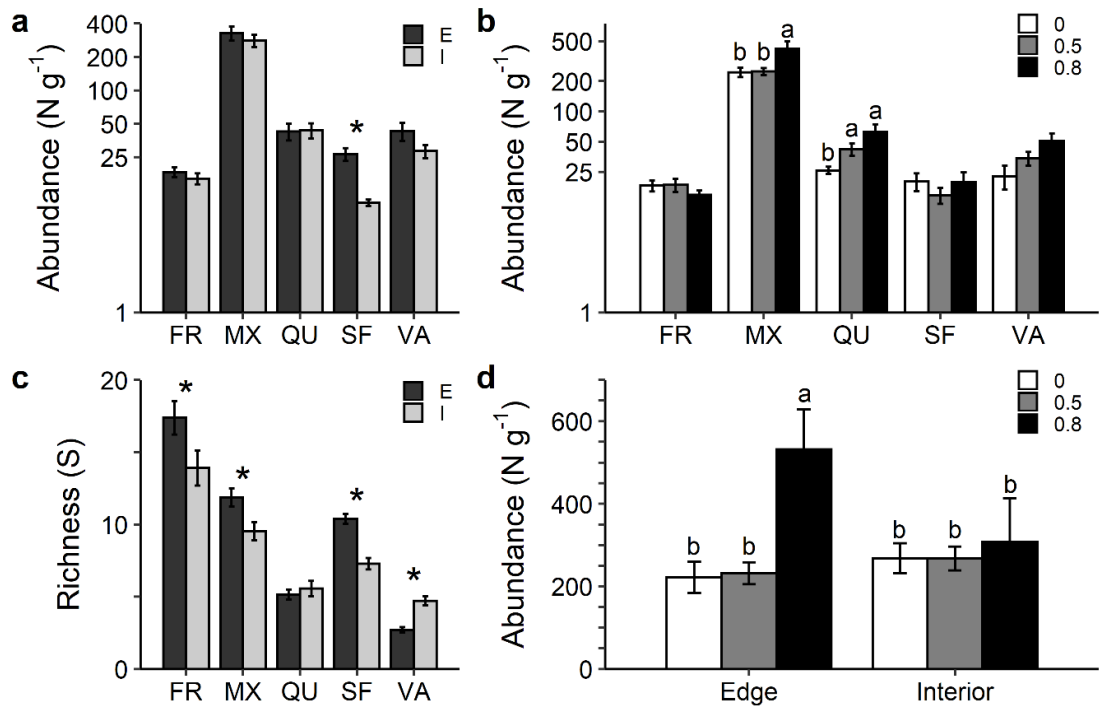 a
Abundance (N g⁻¹)
400
200
100
50
25
1
E
I
*
FR MX QU SF VA
b
Abundance (N g⁻¹)
500
200
100
50
25
1
0
0.5
0.8
b b a
b a a
FR MX QU SF VA
c
Richness (S)
20
10
0
E
I
* * * *
FR MX QU SF VA
d
Abundance (N g⁻¹)
600
400
200
0
0
0.5
0.8
b b a b b b
Edge Interior